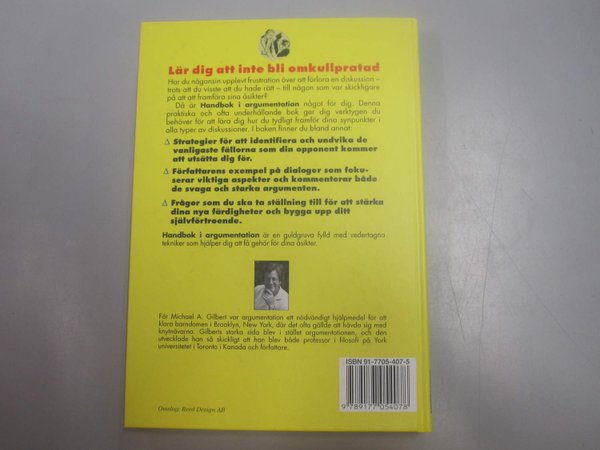 Lär dig att inte bli omkullpratad
Har du någonsin upplevt frustration över att förlora en diskussion –
trots att du visste att du hade rätt – till någon som var skickligare
på att att framföra sina åsikter?
Då är Handbok i argumentation något för dig. Denna
praktiska och ofta underhållande bok ger dig verktygen du
behöver för att lära dig hur du tydligt framför dina synpunkter i
alla typer av diskussioner. I boken finner du bland annat:
∆ Strategier för att identifiera och undvika de
vanligaste fällorna som din opponent kommer
att utsätta dig för.
∆ Författarens exempel på dialoger som foku-
serar viktiga aspekter och kommenterar både
de svaga och starka argumenten.
∆ Frågor som du ska ta ställning till för att stärka
dina nya färdigheter och bygga upp ditt
självförtroende.
Handbok i argumentation är en guldgruva fylld med vedertagna
tekniker som hjälper dig att få gehör för dina åsikter.
För Michael A. Gilbert var argumentation ett nödvändigt hjälpmedel för att
klara barndomen i Brooklyn, New York, där det ofta gällde att hävda sig med
knytnävarna. Gilberts starka sida blev i stället argumentationen, och den
utvecklade han så skickligt att han blev både professor i filosofi på York
universitetet i Toronto i Kanada och författare.
ISBN 91-7705-407-5
9 789177 054078
Omslag: Reed Design AB